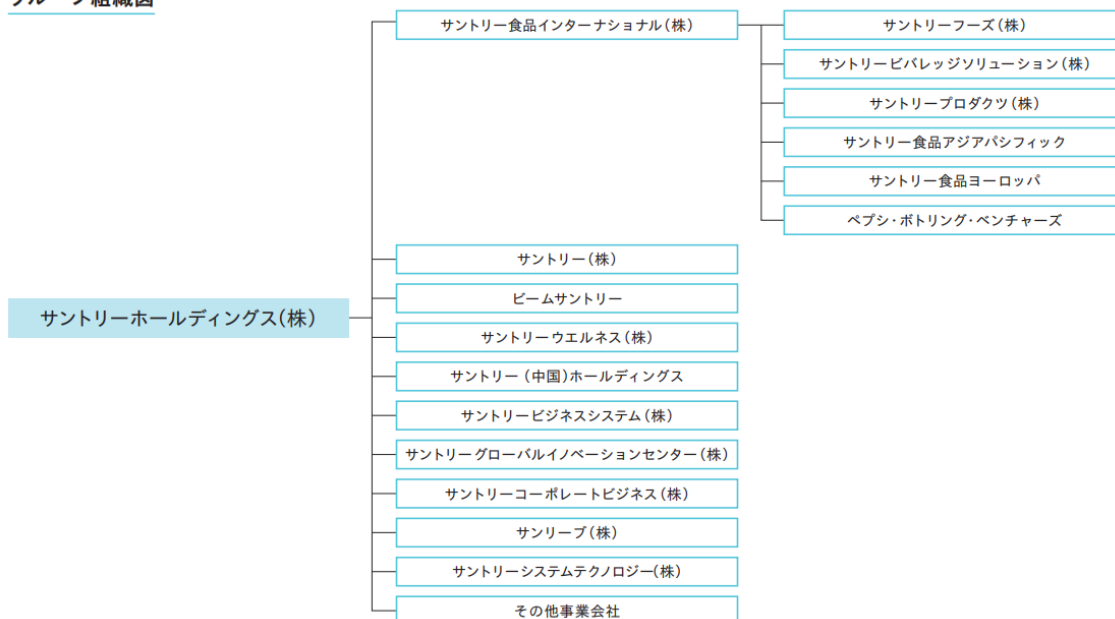 グループ組織図
サントリーホールディングス(株)
サントリー食品インターナショナル(株)
サントリーフーズ(株)
サントリービバレッジソリューション(株)
サントリープロダクツ(株)
サントリー食品アジアパシフィック
サントリー食品ヨーロッパ
ペプシ・ボトリング・ベンチャーズ
サントリー(株)
ビームサントリー
サントリーウエルネス(株)
サントリー(中国)ホールディングス
サントリービジネスシステム(株)
サントリーグローバルイノベーションセンター(株)
サントリーコーポレートビジネス(株)
サンリーブ(株)
サントリーシステムテクノロジー(株)
その他事業会社